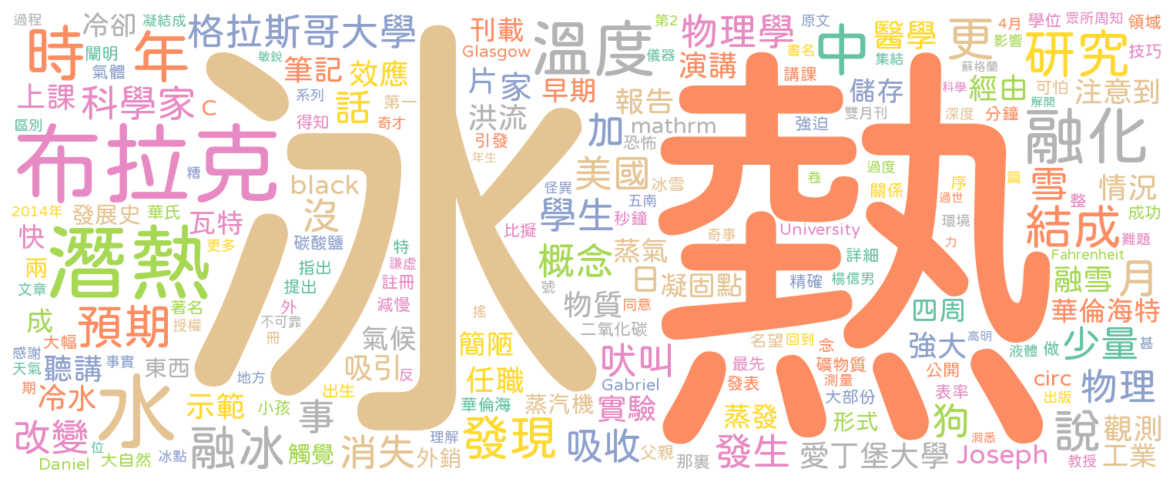 過程
冷卻
凝結成
格拉斯哥大學
敏銳
刊載
Glasgow
第2
溫度
物理學
眾所周知
原文
儀器
書名
醫學
集結
4月
影響
蘇格蘭
學位
領域
時
年
闡明
氣體
筆記
效應
片家
早期
演講
講課
中
更
研究
技巧
上課
科學家
C
話
系列
第一
洪流
報告
儲存
雙月刊
經由
科學
解開
可怕
注意到
區別
得知
奇才
引發
加
恐怖
mathrm
強迫
深度
分鐘
布拉克
糟
年生
冰
熱
融化
black
沒
美國
冰雪
怪異
卷
過度
關係
序
過世
篇
雪
整
情況
成功
2014年
發展史
華氏
瓦特
比擬
學生
五南
秒鐘
奇事
University
環境
力
結成
難題
快
潛熱
更多
碳酸鹽
特
謙虛
概念
蒸氣
詳細
Fahrenheit
兩
文章
指出
提出
註冊
日
凝固點
精確
楊信男
融雪
月
成
著名
授權
外
減慢
號
物質
同意
四周
華倫海特
大幅
預期
不可靠
冊
搖
氣候
二氧化碳
簡陋
名望
回到
念
強大
高明
液體
做
少量
甚
感謝
天氣
事實
聽講
東西
地方
出生
吸引
反
吠叫
最先
礦物質
測量
公開
期
冷水
水
示範
小孩
任職
華倫海
蒸汽機
Gabriel
實驗
發表
大部份
表率
circ
出版
物理
事
蒸發
形式
狗
說
觀測
改變
位
融冰
觸覺
消失
理解
外銷
發現
吸收
父親
那裏
發生
愛丁堡大學
洞悉
Joseph
教授
工業
Daniel
大自然
冰點